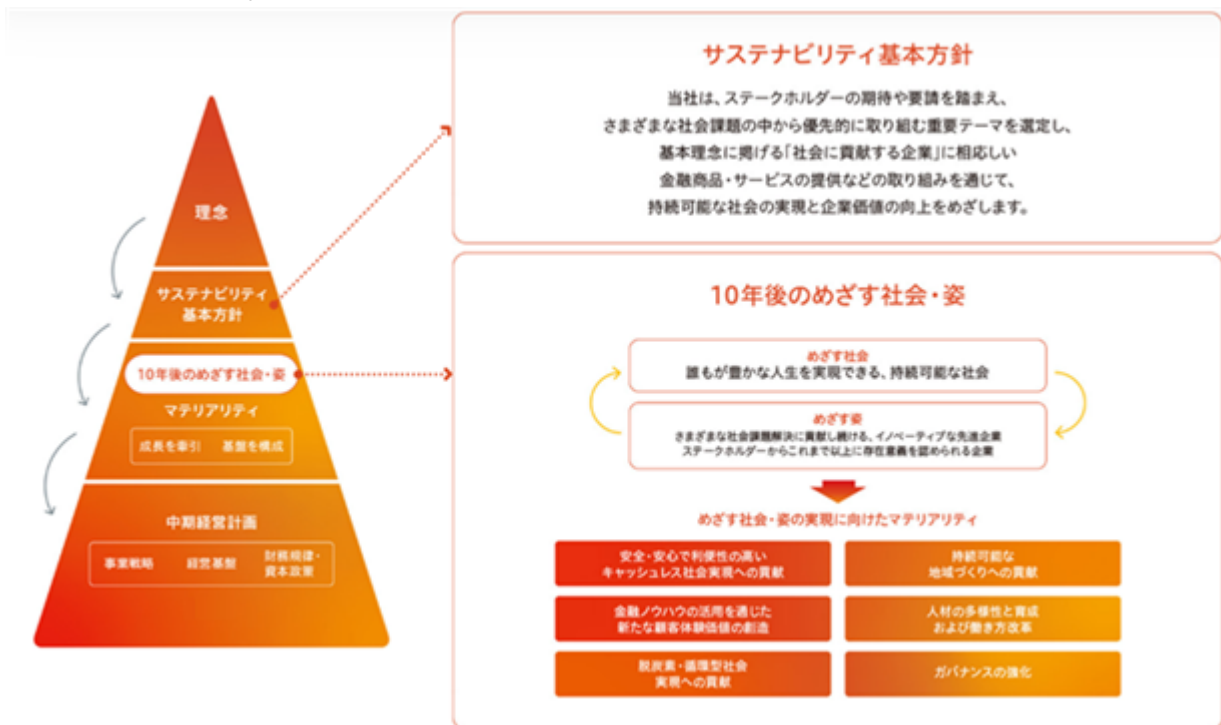 理念
サステナビリティ
基本方針
10年後のめざす社会・姿
マテリアリティ
成長を牽引
基盤を構成
中期経営計画
事業戦略
経営基盤
財務規律・
資本政策
サステナビリティ基本方針
当社は、ステークホルダーの期待や要請を踏まえ、
さまざまな社会課題の中から優先的に取り組む重要テーマを選定し、
基本理念に掲げる「社会に貢献する企業」に相応しい
金融商品・サービスの提供などの取り組みを通じて、
持続可能な社会の実現と企業価値の向上をめざします。
10年後のめざす社会・姿
めざす社会
誰もが豊かな人生を実現できる、持続可能な社会
めざす姿
さまざまな社会課題解決に貢献し続ける、イノベーティブな先進企業
ステークホルダーからこれまで以上に存在意義を認められる企業
めざす社会・姿の実現に向けたマテリアリティ
安全・安心で利便性の高い
キャッシュレス社会実現への貢献
持続可能な
地域づくりへの貢献
金融ノウハウの活用を通じた
新たな顧客体験価値の創造
人材の多様性と育成
および働き方改革
脱炭素・循環型社会
実現への貢献
ガバナンスの強化